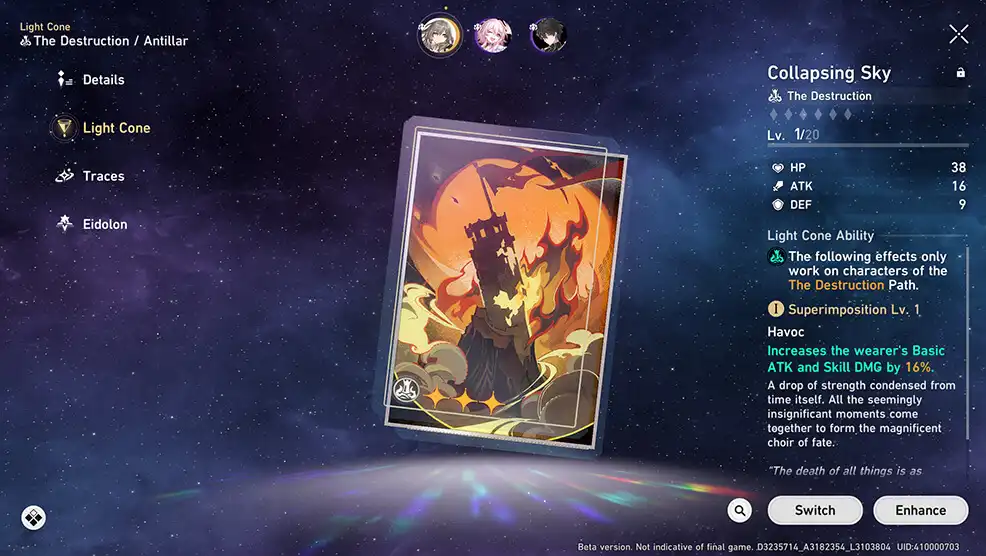 Light Cone
The Destruction / Antillar
Details
Light Cone
Traces
Eidolon
Collapsing Sky
The Destruction
Lv. 1/20
HP 38
ATK 16
DEF 9
Light Cone Ability
The following effects only
work on characters of the
The Destruction Path.
I Superimposition Lv. 1
Havoc
Increases the wearer's Basic
ATK and Skill DMG by 16%.
A drop of strength condensed from
time itself. All the seemingly
insignificant moments come
together to form the magnificent
choir of fate.
"The death of all things is as
Switch
Enhance
Beta version. Not indicative of final game. D3235714_A3182354_L3103804 UID:410000703